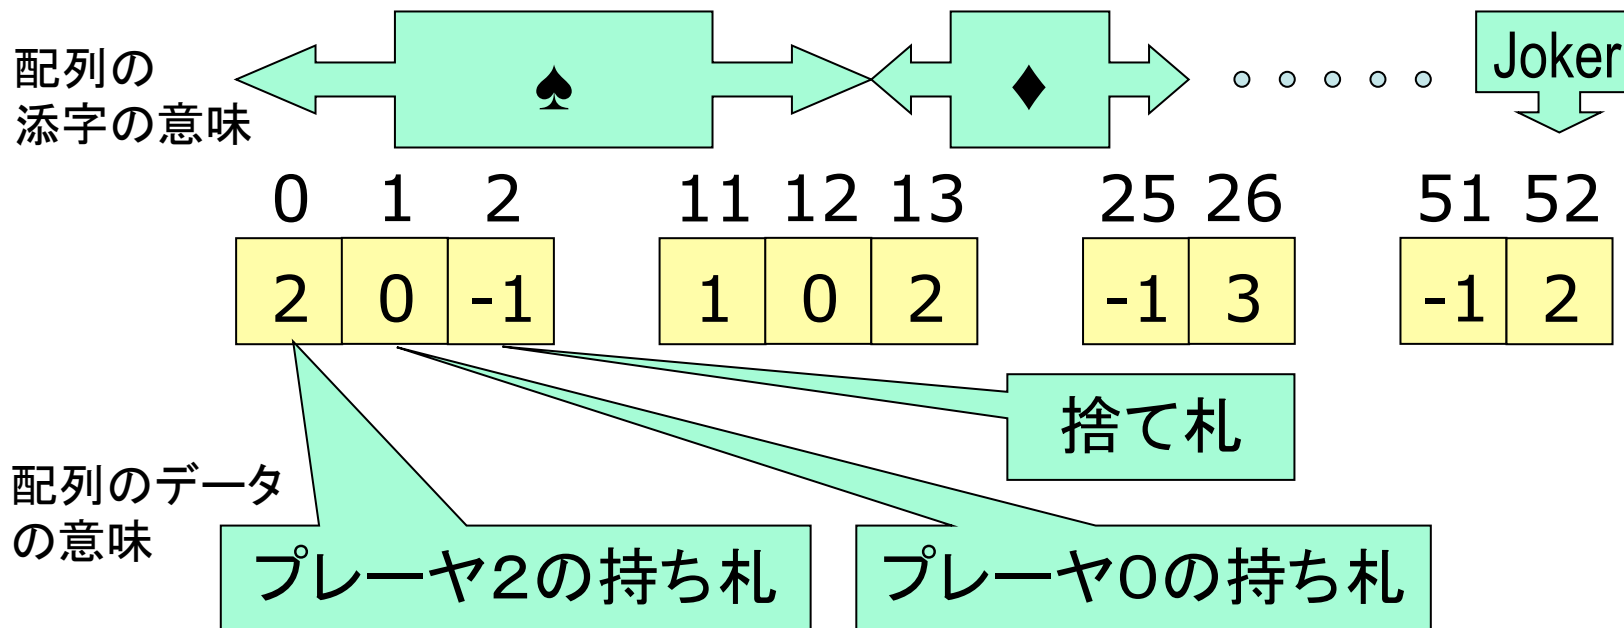 配列の
添字の意味
♠
♦
Joker
0 1 2 11 12 13 25 26 51 52
2 0 -1 1 0 2 -1 3 -1 2
捨て札
配列のデータ
の意味
プレーヤ2の持ち札
プレーヤ0の持ち札